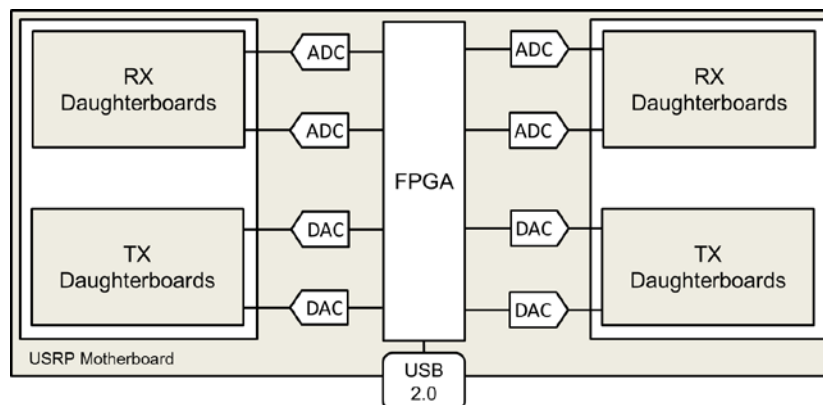 RX
Daughterboards
ADC
ADC
TX
Daughterboards
DAC
DAC
FPGA
ADC
ADC
RX
Daughterboards
DAC
DAC
TX
Daughterboards
USRP Motherboard
USB
2.0